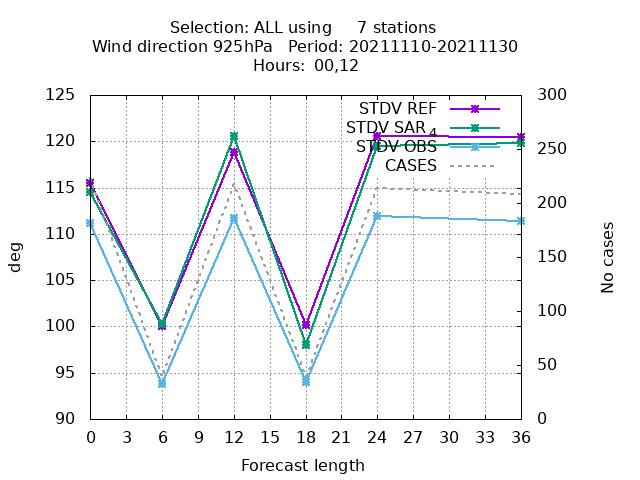 Selection: ALL using     7 stations
Wind direction 925hPa   Period: 20211110-20211130
Hours:  00,12
STDV REF
STDV SAR4
STDV OBS
CASES
125
120
115
110
105
100
95
90
300
250
200
150
100
50
0
deg
No cases
0 3 6 9 12 15 18 21 24 27 30 33 36
Forecast length